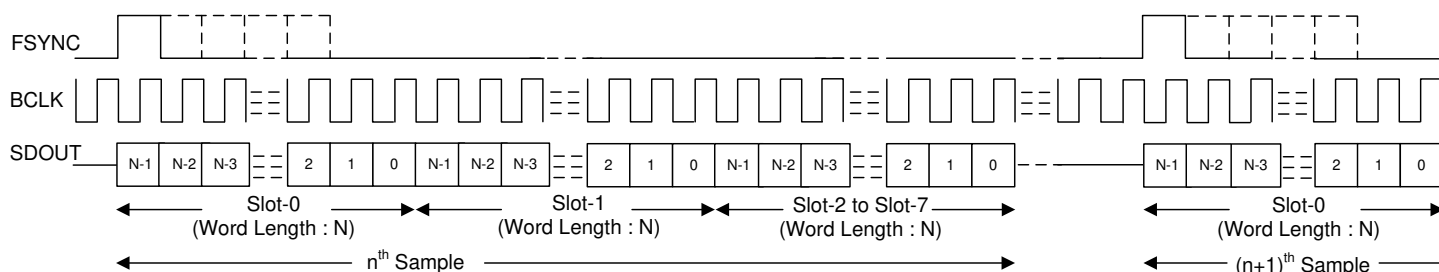 FSYNC
BCLK
SDOUT
N-1 N-2 N-3 2 1 0 N-1 N-2 N-3 2 1 0 N-1 N-2 N-3 2 1 0 N-1 N-2 N-3 2 1 0
Slot-0 Slot-1 Slot-2 to Slot-7 Slot-0
(Word Length : N) (Word Length : N) (Word Length : N) (Word Length : N)
nth Sample (n+1)th Sample